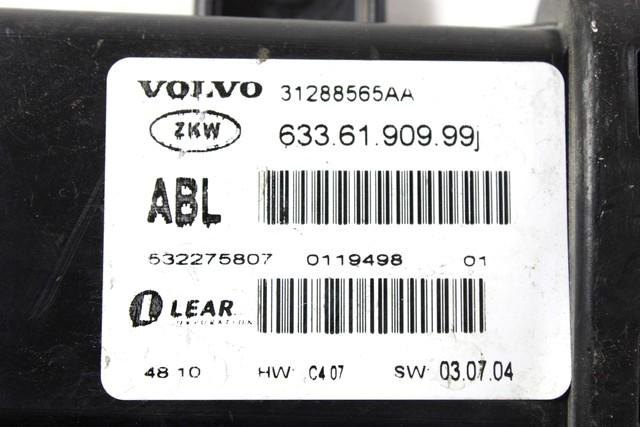 VOLVO 31288565AA
ZKW 633.61.909.99j
ABL
532275807 0119498 01
L LEAR
CORPORATION
48 10 HW C4 07 SW 03.07.04